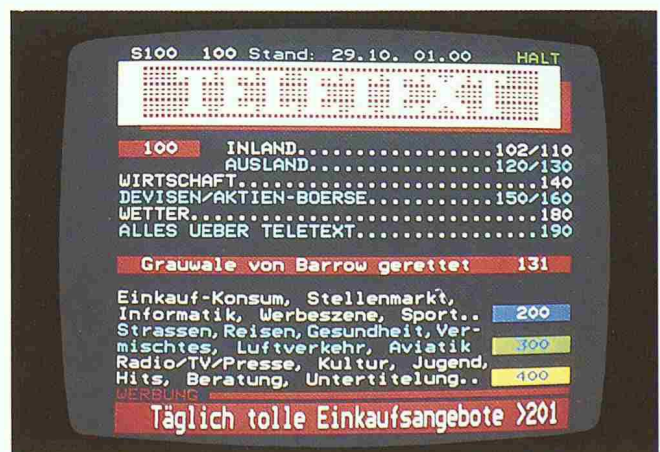 S100 100 Stand: 29.10. 01.00 HALT
TELETEXT
100 INLAND..................102/110
AUSLAND.................120/130
WIRTSCHAFT..........................140
DEVISEN/AKTIEN-BOERSE...........150/160
WETTER..............................180
ALLES UEBER TELETEXT................190
Grauwale von Barrow gerettet 131
Einkauf-Konsum, Stellenmarkt,
Informatik, Werbeszene, Sport.. 200
Strassen,Reisen,Gesundheit,Ver-
mischtes, Luftverkehr, Aviatik 300
Radio/TV/Presse, Kultur, Jugend,
Hits, Beratung, Untertitelung.. 400
WERBUNG
Täglich tolle Einkaufsangebote >201